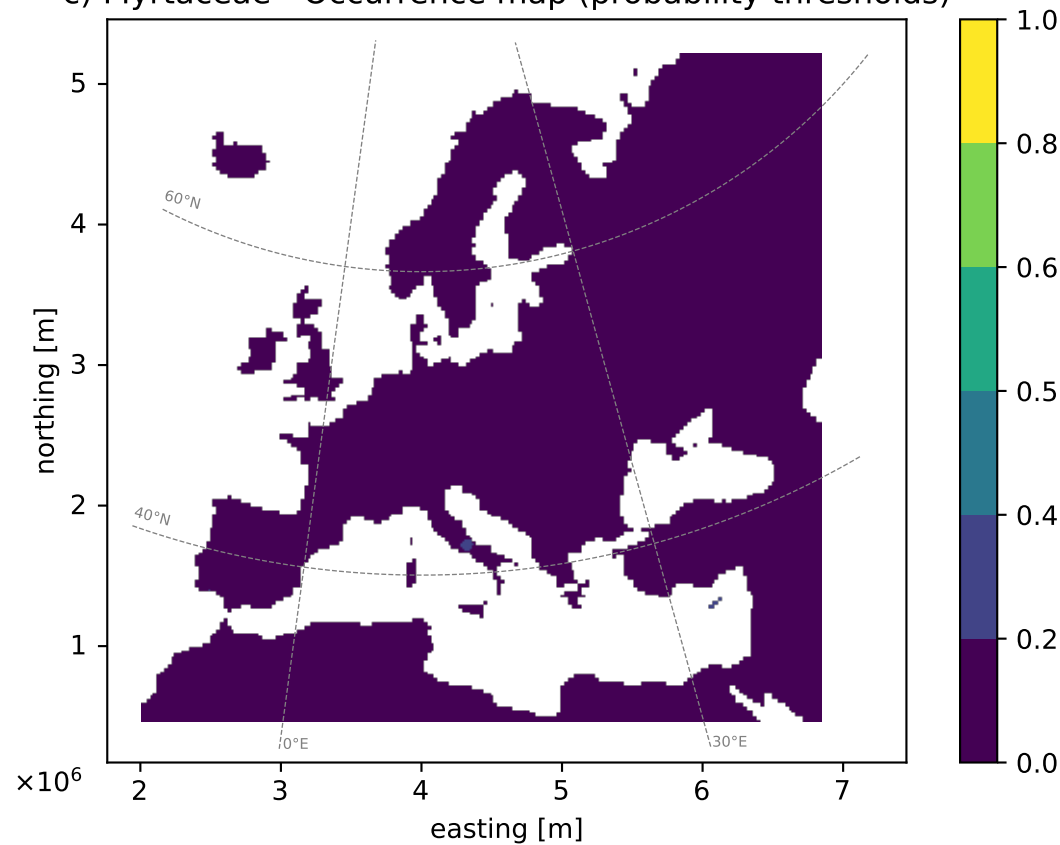 c) Myrtaceae - Occurrence map (probability thresholds)
1.0
0.8
0.6
0.5
0.4
0.2
0.0
5
4
3
2
1
northing [m]
60°N
40°N
0°E
30°E
×10⁶
2 3 4 5 6 7
easting [m]